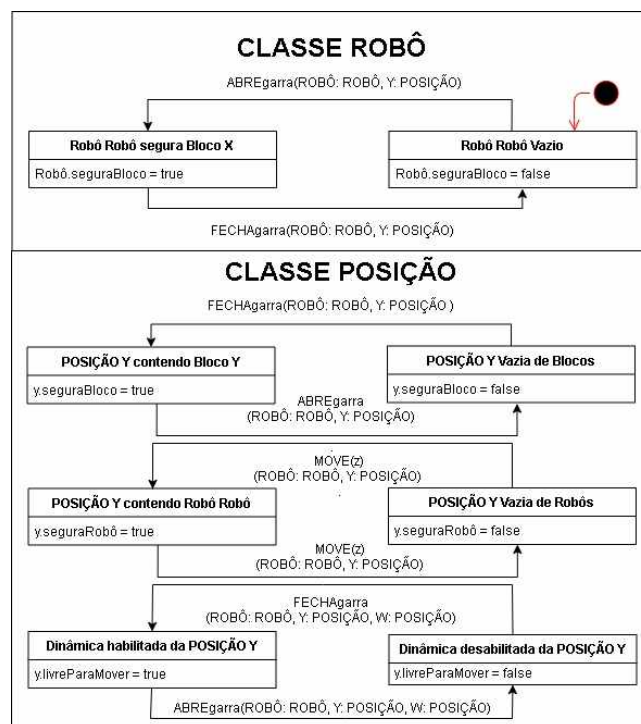 CLASSE ROBÔ
ABREgarra(ROBÔ: ROBÔ, Y: POSIÇÃO)
Robô Robô segura Bloco X
Robô.seguraBloco = true
Robô Robô Vazio
Robô.seguraBloco = false
FECHAgarra(ROBÔ: ROBÔ, Y: POSIÇÃO)
CLASSE POSIÇÃO
FECHAgarra(ROBÔ: ROBÔ, Y: POSIÇÃO )
POSIÇÃO Y contendo Bloco Y
y.seguraBloco = true
POSIÇÃO Y Vazia de Blocos
y.seguraBloco = false
ABREgarra
(ROBÔ: ROBÔ, Y: POSIÇÃO)
MOVE(z)
(ROBÔ: ROBÔ, Y: POSIÇÃO)
POSIÇÃO Y contendo Robô Robô
y.seguraRobô = true
POSIÇÃO Y Vazia de Robôs
y.seguraRobô = false
MOVE(z)
(ROBÔ: ROBÔ, Y: POSIÇÃO)
FECHAgarra
(ROBÔ: ROBÔ, Y: POSIÇÃO, W: POSIÇÃO)
Dinâmica habilitada da POSIÇÃO Y
y.livreParaMover = true
Dinâmica desabilitada da POSIÇÃO Y
y.livreParaMover = false
ABREgarra(ROBÔ: ROBÔ, Y: POSIÇÃO, W: POSIÇÃO)